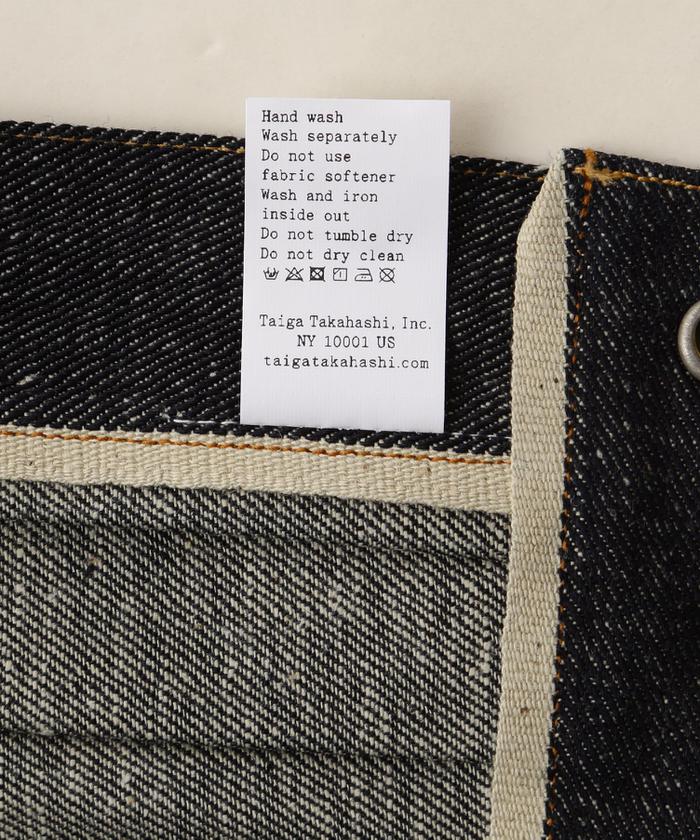 Hand wash
Wash separately
Do not use
fabric softener
Wash and iron
inside out
Do not tumble dry
Do not dry clean
Taiga Takahashi, Inc.
NY 10001 US
taigatakahashi.com